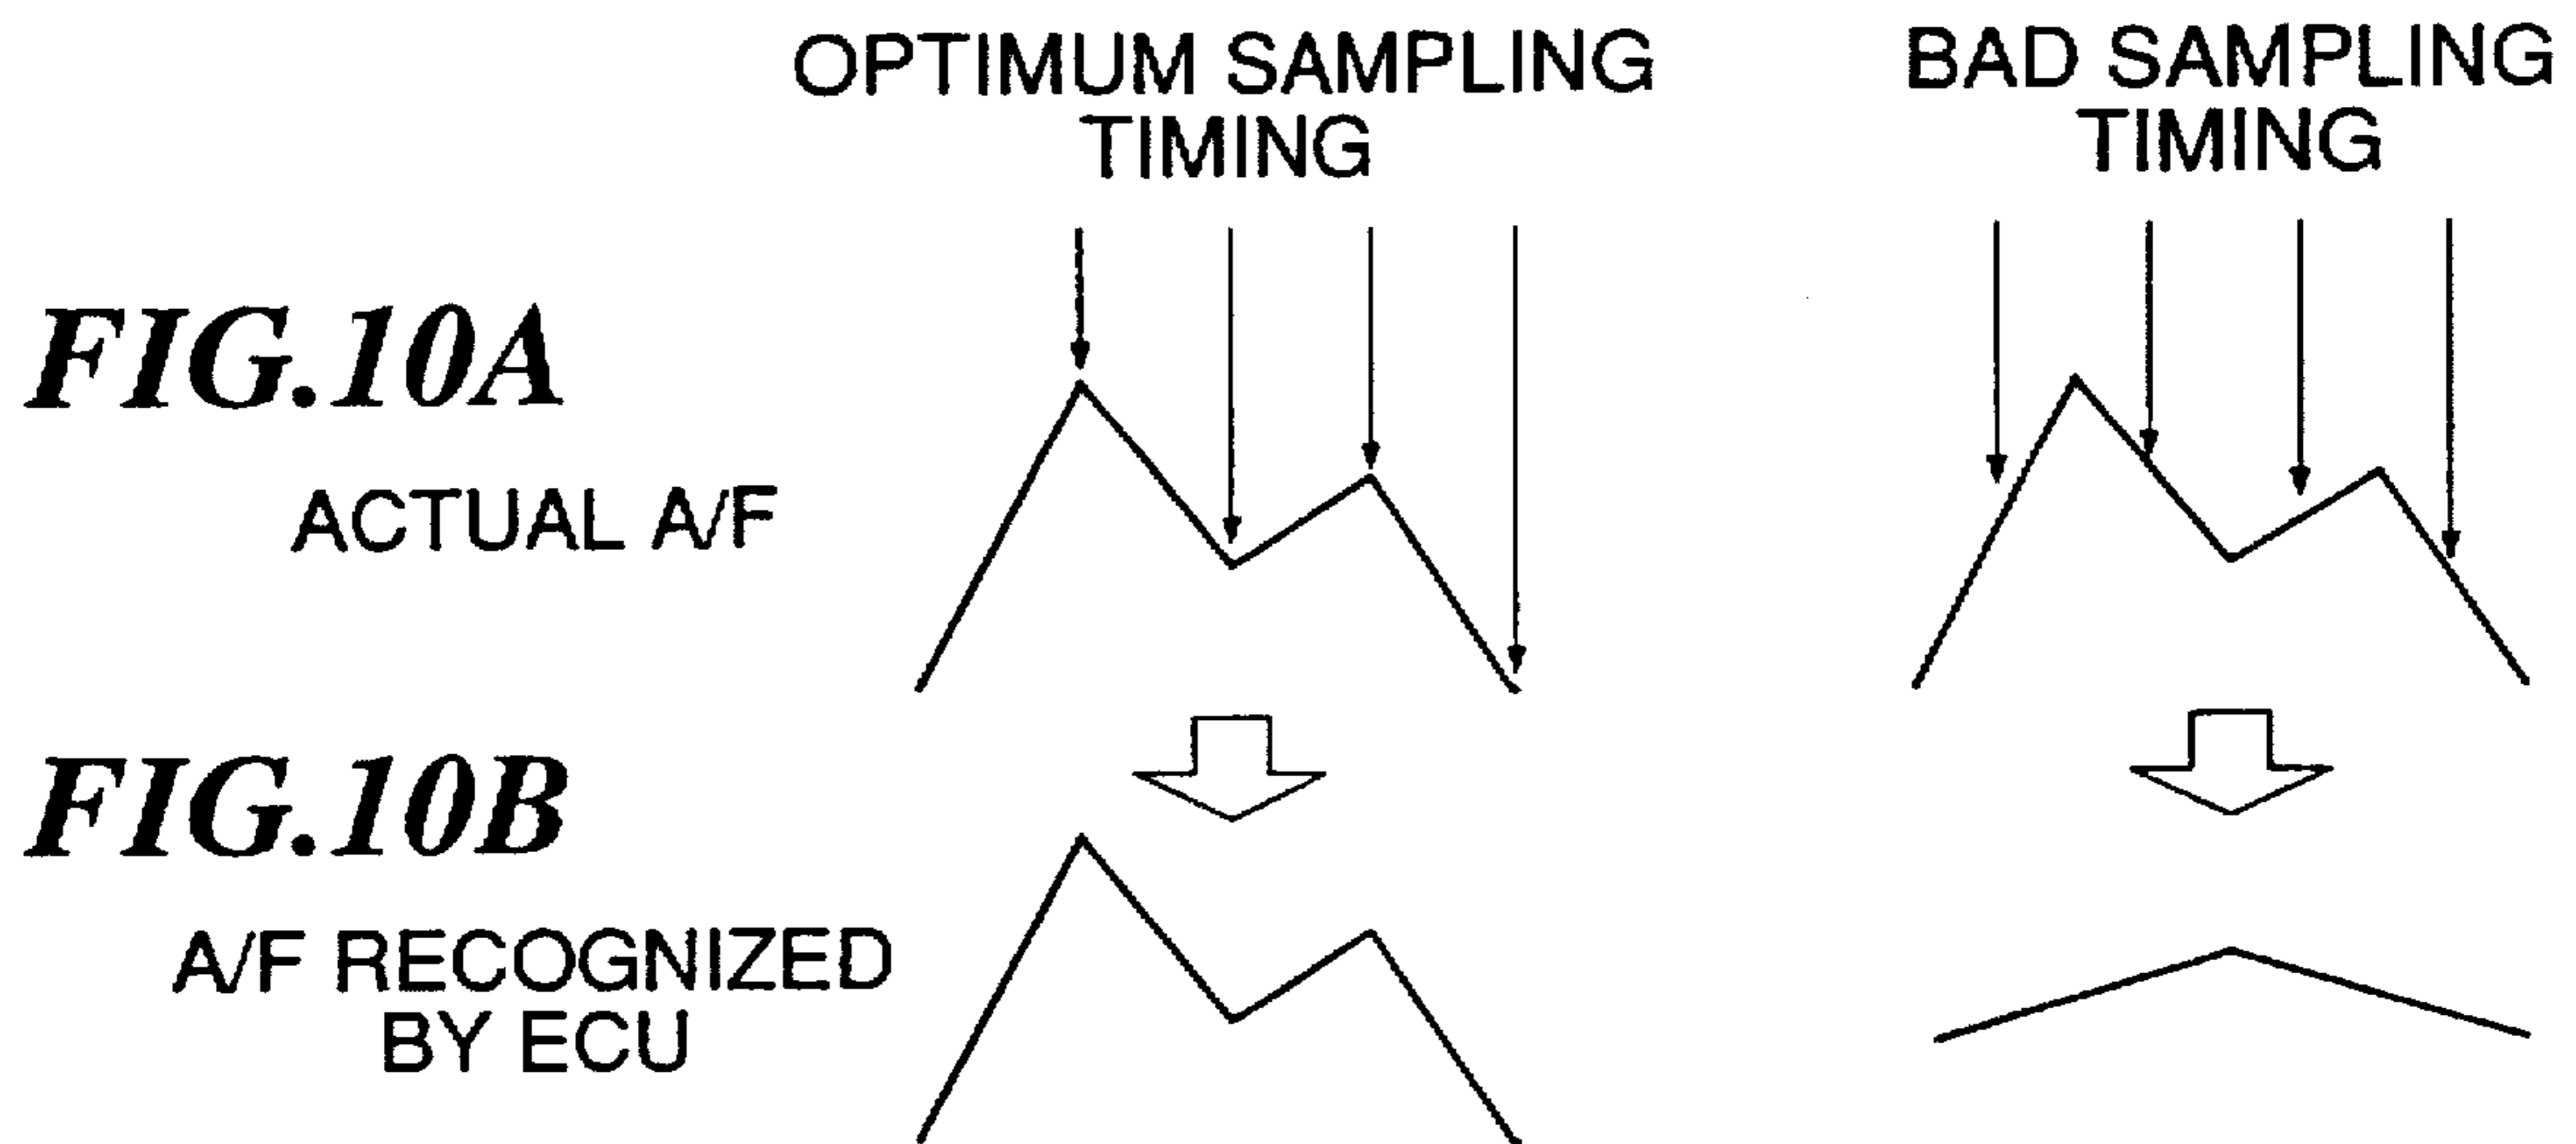 OPTIMUM SAMPLING
TIMING
BAD SAMPLING
TIMING
FIG.10A
ACTUAL A/F
FIG.10B
A/F RECOGNIZED
BY ECU